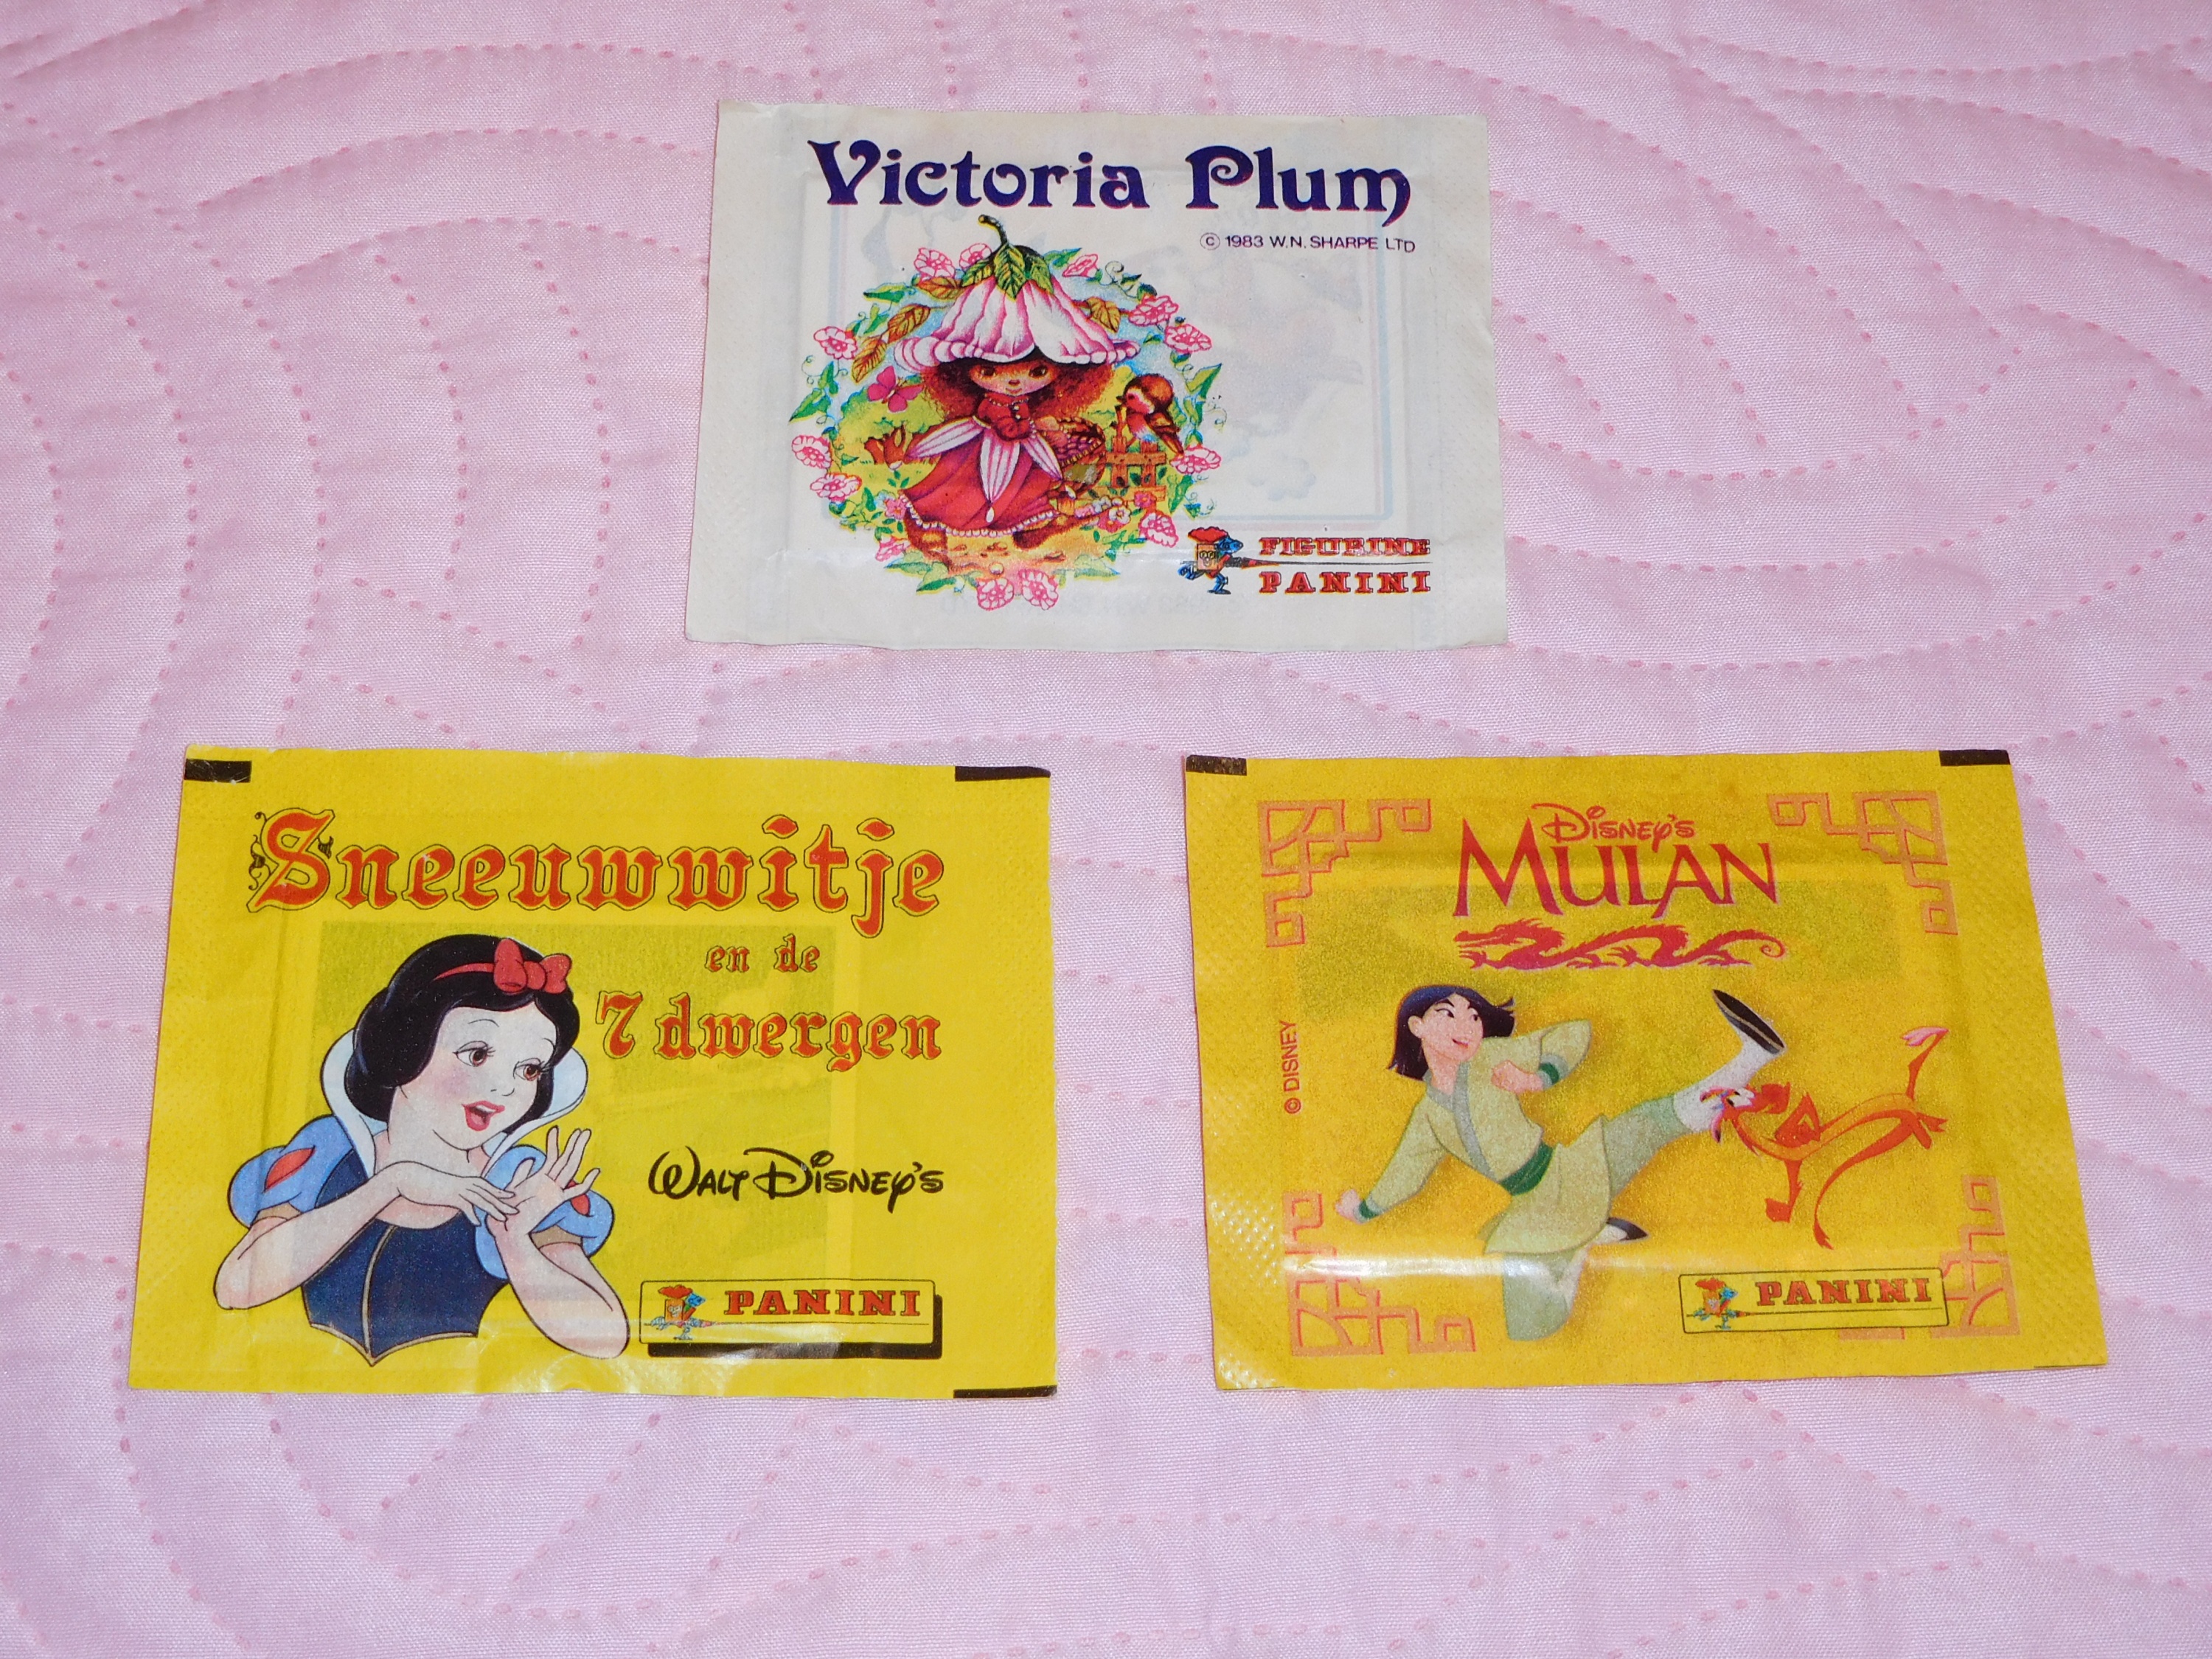 Victoria Plum
© 1983 W.N. SHARPE LTD
FIGURINE
PANINI
Sneeuwwitje
en de
7 dwergen
WALT DISNEY'S
PANINI
DISNEY'S
MULAN
© DISNEY
PANINI